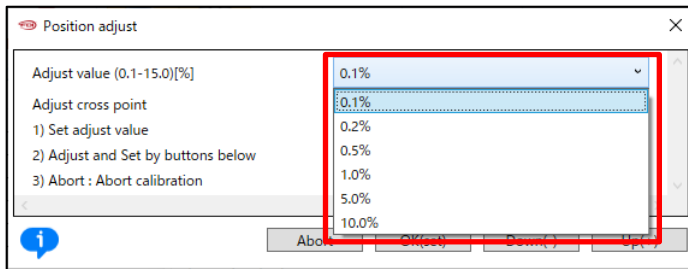 Position adjust
Adjust value (0.1-15.0)[%]
0.1%
0.1%
0.2%
0.5%
1.0%
5.0%
10.0%
Adjust cross point
1) Set adjust value
2) Adjust and Set by buttons below
3) Abort : Abort calibration
Abort
OK(set)
Down(-)
Up(+)